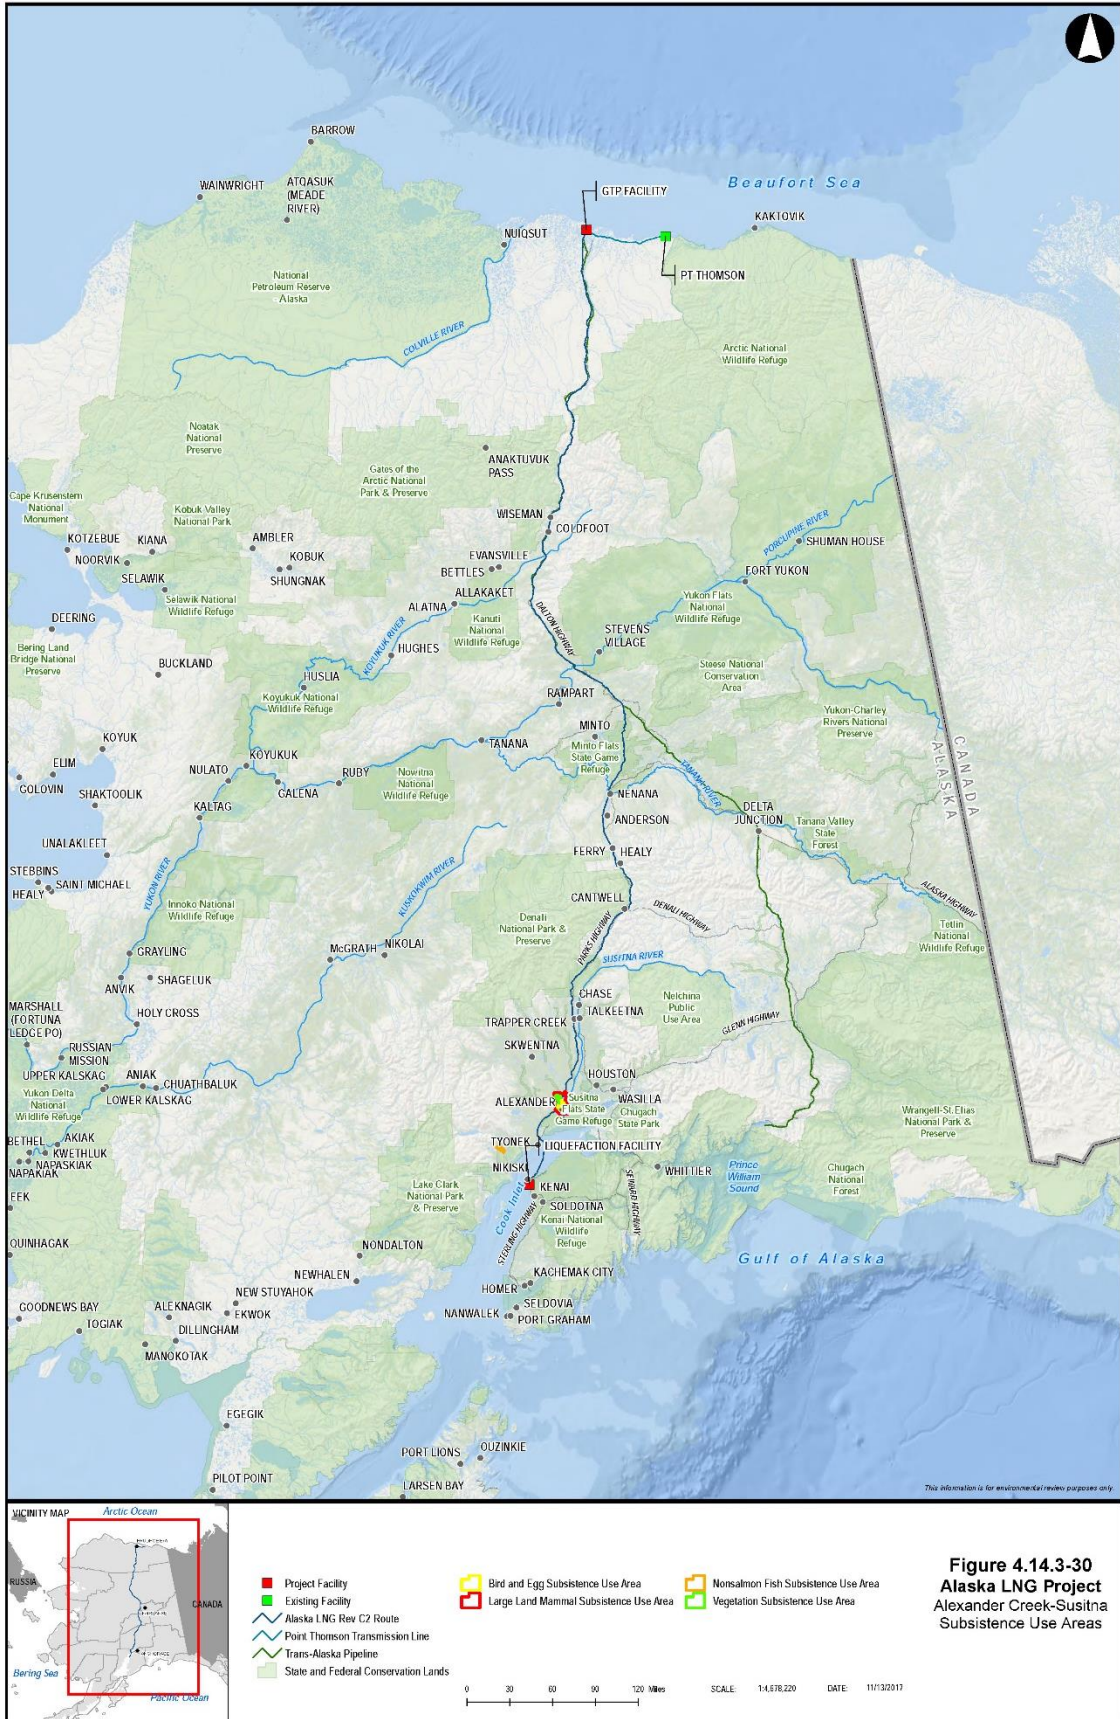 BARROW
WAINWRIGHT
ATQASUK
(MEADE
RIVER)
Beaufort Sea
GTP FACILITY
KAKTOVIK
NUIQSUT
PT THOMSON
National
Petroleum Reserve
Alaska
COLVILLE RIVER
Arctic National
Wildlife Refuge
Noatak
National
Preserve
ANAKTUVUK
PASS
Gates of the
Arctic National
Park & Preserve
Cape Krusenstern
National
Monument
Kobuk Valley
National Park
WISEMAN
COLDFOOT
PORCUPINE RIVER
SHUMAN HOUSE
KOTZEBUE
KIANA
AMBLER
NOORVIK
KOBUK
SHUNGNAK
EVANSVILLE
BETTLES
SELAWIK
Selawik National
Wildlife Refuge
FORT YUKON
Yukon Flats
National
Wildlife Refuge
ALLAKAKET
ALATNA
Kanuti
National
Wildlife Refuge
DALTON HIGHWAY
DEERING
Bering Land
Bridge National
Preserve
KOYUKUK RIVER
HUGHES
STEVENS
VILLAGE
BUCKLAND
HUSLIA
Koyukuk National
Wildlife Refuge
Steese National
Conservation
Area
RAMPART
Yukon-Charley
Rivers National
Preserve
MINTO
Minto Flats
State Game
Refuge
KOYUK
TANANA
KOYUKUK
ELIM
GOLOVIN
NULATO
RUBY
GALENA
Nowitna
National
Wildlife Refuge
CANADA
ALASKA
TANANA RIVER
SHAKTOOLIK
NENANA
KALTAG
ANDERSON
DELTA
JUNCTION
Tanana Valley
State
Forest
UNALAKLEET
FERRY
HEALY
STEBBINS
SAINT MICHAEL
HEALY
YUKON RIVER
KUSKOKWIM RIVER
ALASKA HIGHWAY
Innoko National
Wildlife Refuge
CANTWELL
DENALI HIGHWAY
Denali
National Park &
Preserve
PARKS HIGHWAY
Tetlin
National
Wildlife Refuge
McGRATH
NIKOLAI
GRAYLING
SUSITNA RIVER
SHAGELUK
ANVIK
CHASE
TALKEETNA
Nelchina
Public
Use Area
MARSHALL
(FORTUNA
LEDGE PO)
HOLY CROSS
TRAPPER CREEK
GLENN HIGHWAY
RUSSIAN
MISSION
SKWENTNA
UPPER KALSKAG
ANIAK
CHUATHBALUK
HOUSTON
LOWER KALSKAG
Yukon Delta
National
Wildlife Refuge
ALEXANDER
Susitna
Flats State
Game Refuge
WASILLA
Chugach
State Park
Wrangell-St. Elias
National Park &
Preserve
BETHEL
AKIAK
KWETHLUK
NAPASKIAK
NAPAKIAK
TYONEK
LIQUEFACTION FACILITY
WHITTIER
Prince
William
Sound
Chugach
National
Forest
NIKISKI
KENAI
EEK
Lake Clark
National Park
& Preserve
Cook Inlet
SOLDOTNA
Kenai National
Wildlife
Refuge
SEWARD HIGHWAY
STERLING HIGHWAY
QUINHAGAK
NONDALTON
Gulf of Alaska
NEWHALEN
KACHEMAK CITY
HOMER
NEW STUYAHOK
SELDOVIA
GOODNEWS BAY
ALEKNAGIK
EKWOK
NANWALEK
PORT GRAHAM
TOGIAK
DILLINGHAM
MANOKOTAK
EGEGIK
PORT LIONS
OUZINKIE
PILOT POINT
LARSEN BAY
This information is for environmental review purposes only
VICINITY MAP
Arctic Ocean
RUSSIA
CANADA
Bering Sea
Pacific Ocean
Project Facility
Existing Facility
Alaska LNG Rev C2 Route
Point Thomson Transmission Line
Trans-Alaska Pipeline
State and Federal Conservation Lands
Bird and Egg Subsistence Use Area
Large Land Mammal Subsistence Use Area
Nonsalmon Fish Subsistence Use Area
Vegetation Subsistence Use Area
0 30 60 90 120 Miles
SCALE: 1:4,678,220
DATE: 11/13/2017
Figure 4.14.3-30
Alaska LNG Project
Alexander Creek-Susitna
Subsistence Use Areas